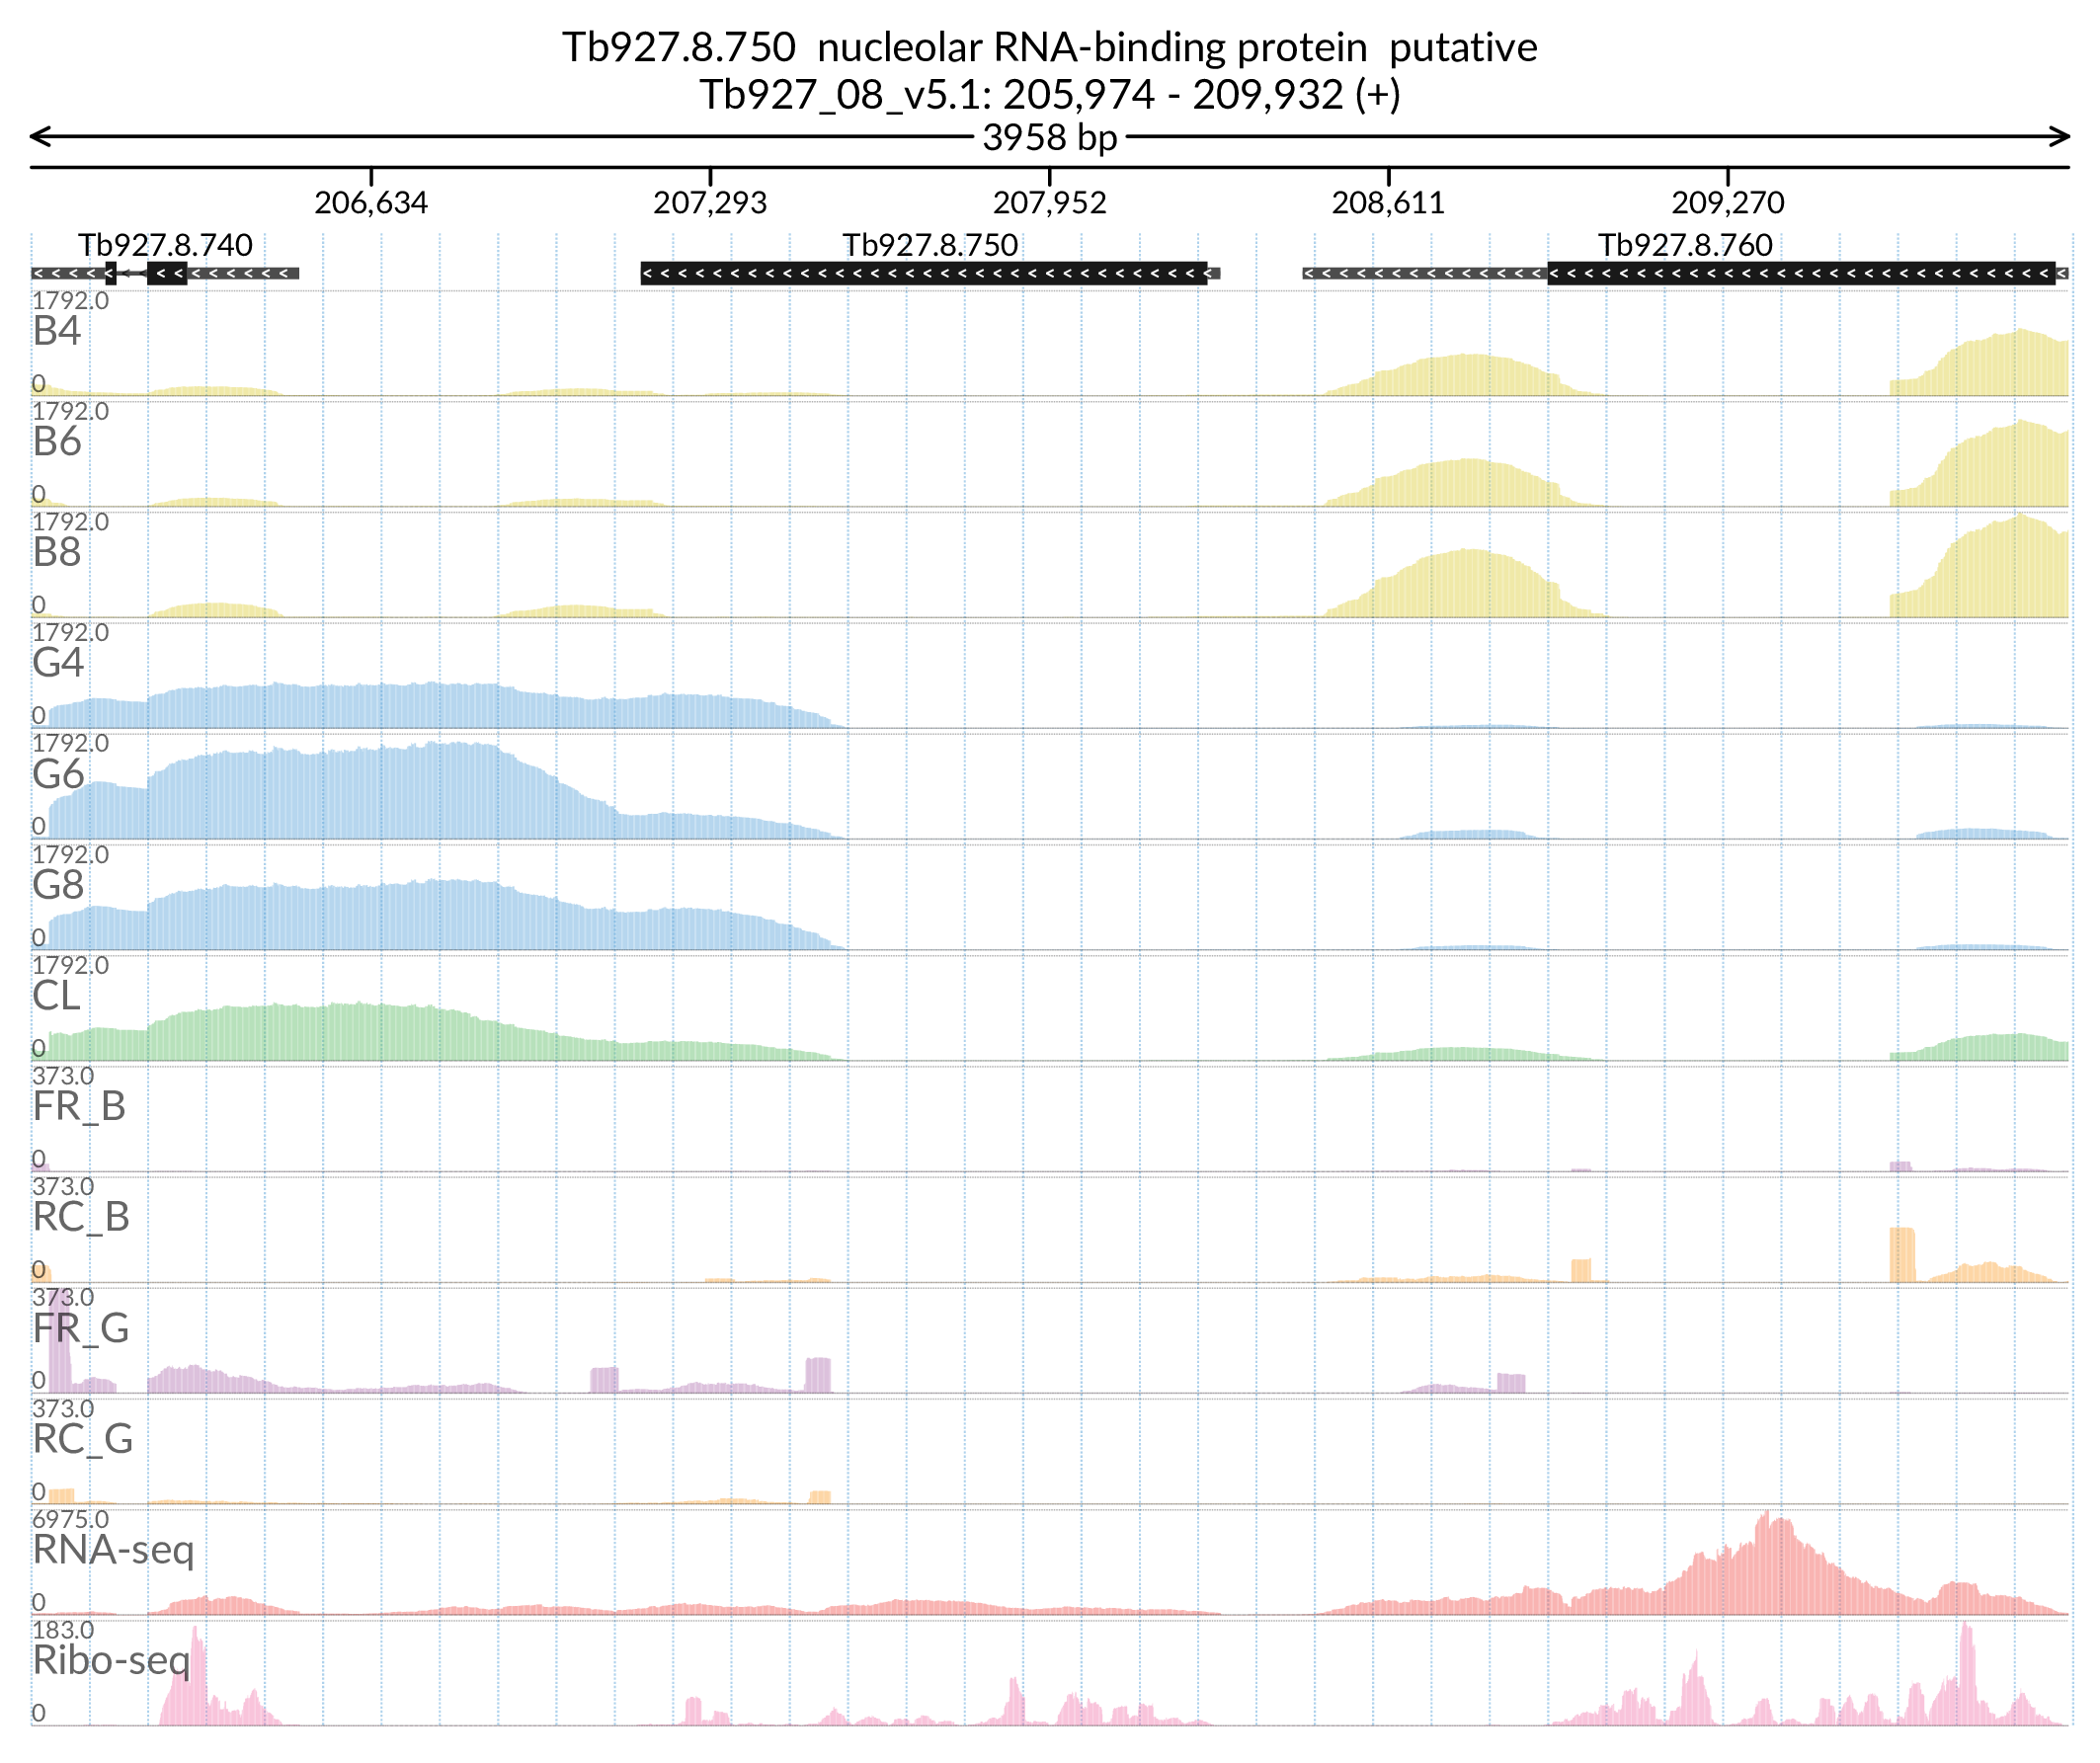 Tb927.8.750 nucleolar RNA-binding protein putative
Tb927_08_v5.1: 205,974 - 209,932 (+)
3958 bp
206,634 207,293 207,952 208,611 209,270
Tb927.8.740 Tb927.8.750 Tb927.8.760
1792.0
B4
0
1792.0
B6
0
1792.0
B8
0
1792.0
G4
0
1792.0
G6
0
1792.0
G8
0
1792.0
CL
0
373.0
FR_B
0
373.0
RC_B
0
373.0
FR_G
0
373.0
RC_G
0
6975.0
RNA-seq
0
183.0
Ribo-seq
0